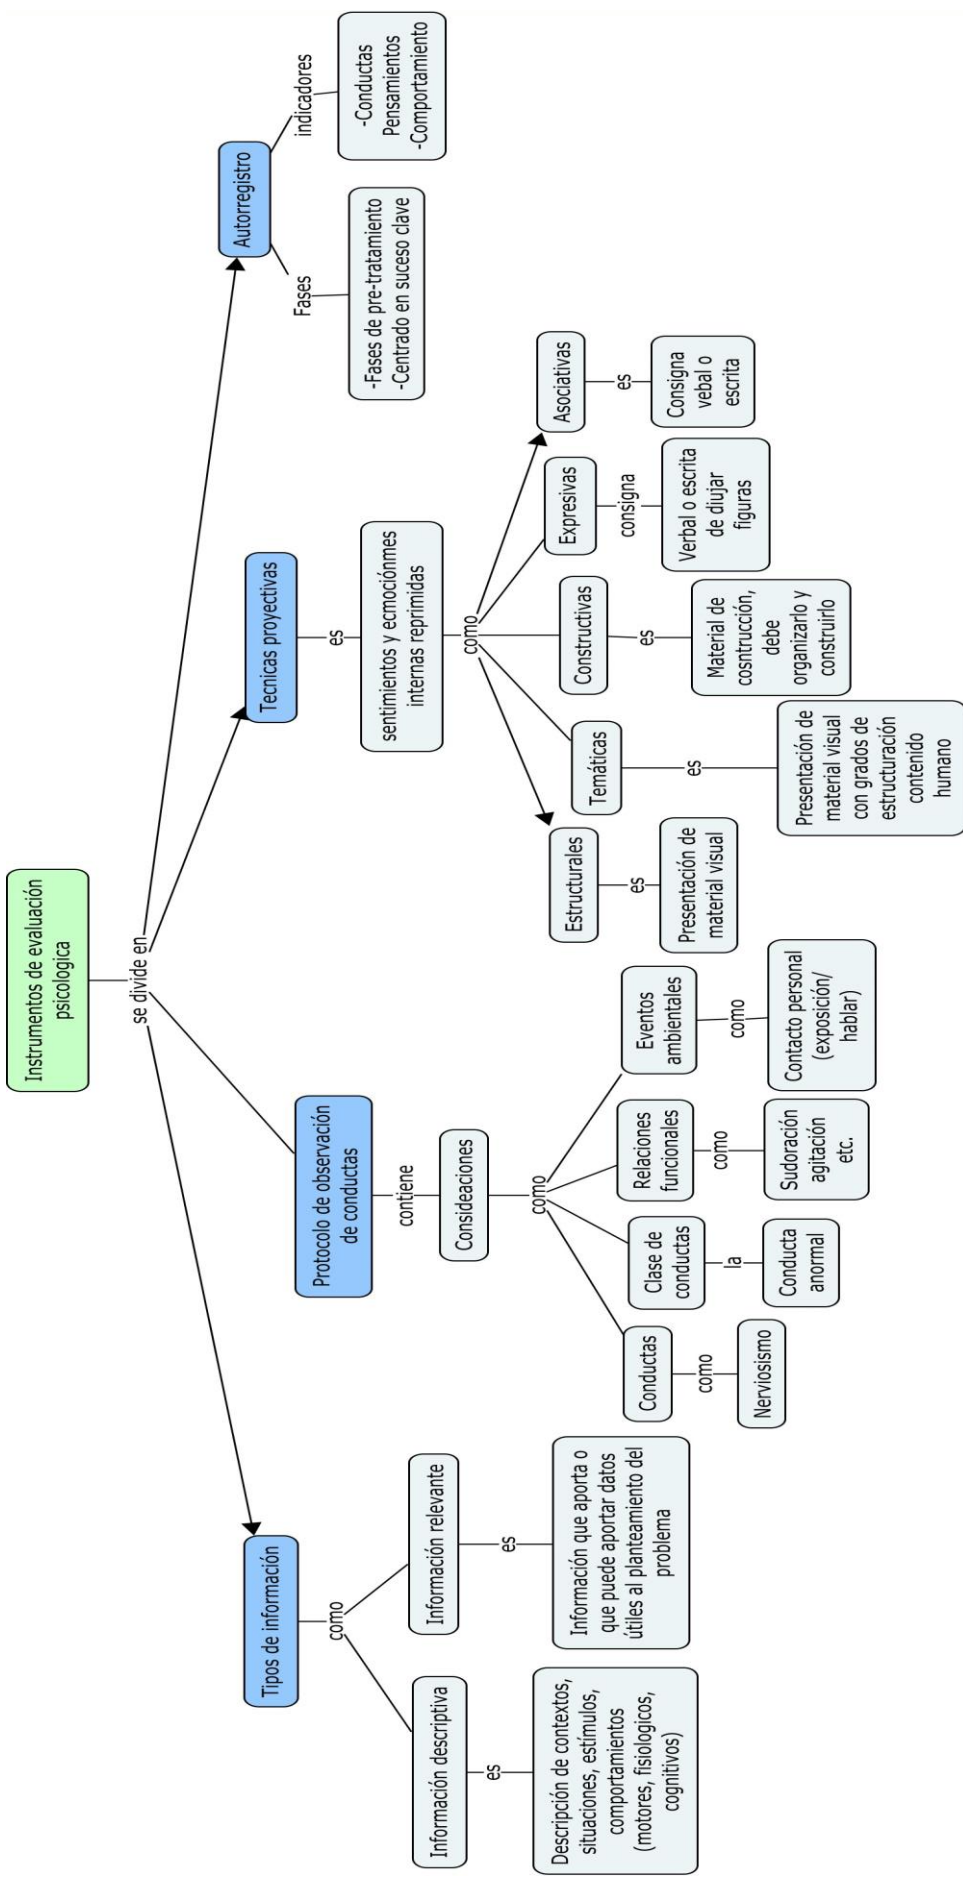 Instrumentos de evaluación
psicologica
se divide en
Tipos de información
como
Información descriptiva
es
Descripción de contextos,
situaciones, estímulos,
comportamientos
(motores, fisiologicos,
cognitivos)
Información relevante
es
Información que aporta o
que puede aportar datos
útiles al planteamiento del
problema
Protocolo de observación
de conductas
contiene
Consideaciones
como
Conductas
como
Nerviosismo
Clase de
conductas
la
Conducta
anormal
Relaciones
funcionales
como
Sudoración
agitación
etc.
Eventos
ambientales
como
Contacto personal
(exposición/
hablar)
Tecnicas proyectivas
es
sentimientos y ecmociónmes
internas reprimidas
como
Estructurales
es
Presentación de
material visual
Temáticas
es
Presentación de
material visual
con grados de
estructuración
contenido
humano
Constructivas
es
Material de
cosntrucción,
debe
organizarlo y
construirlo
Expresivas
consigna
Verbal o escrita
de diujar
figuras
Asociativas
es
Consigna
vebal o
escrita
Autorregistro
Fases
-Fases de pre-tratamiento
-Centrado en suceso clave
indicadores
-Conductas
Pensamientos
-Comportamiento